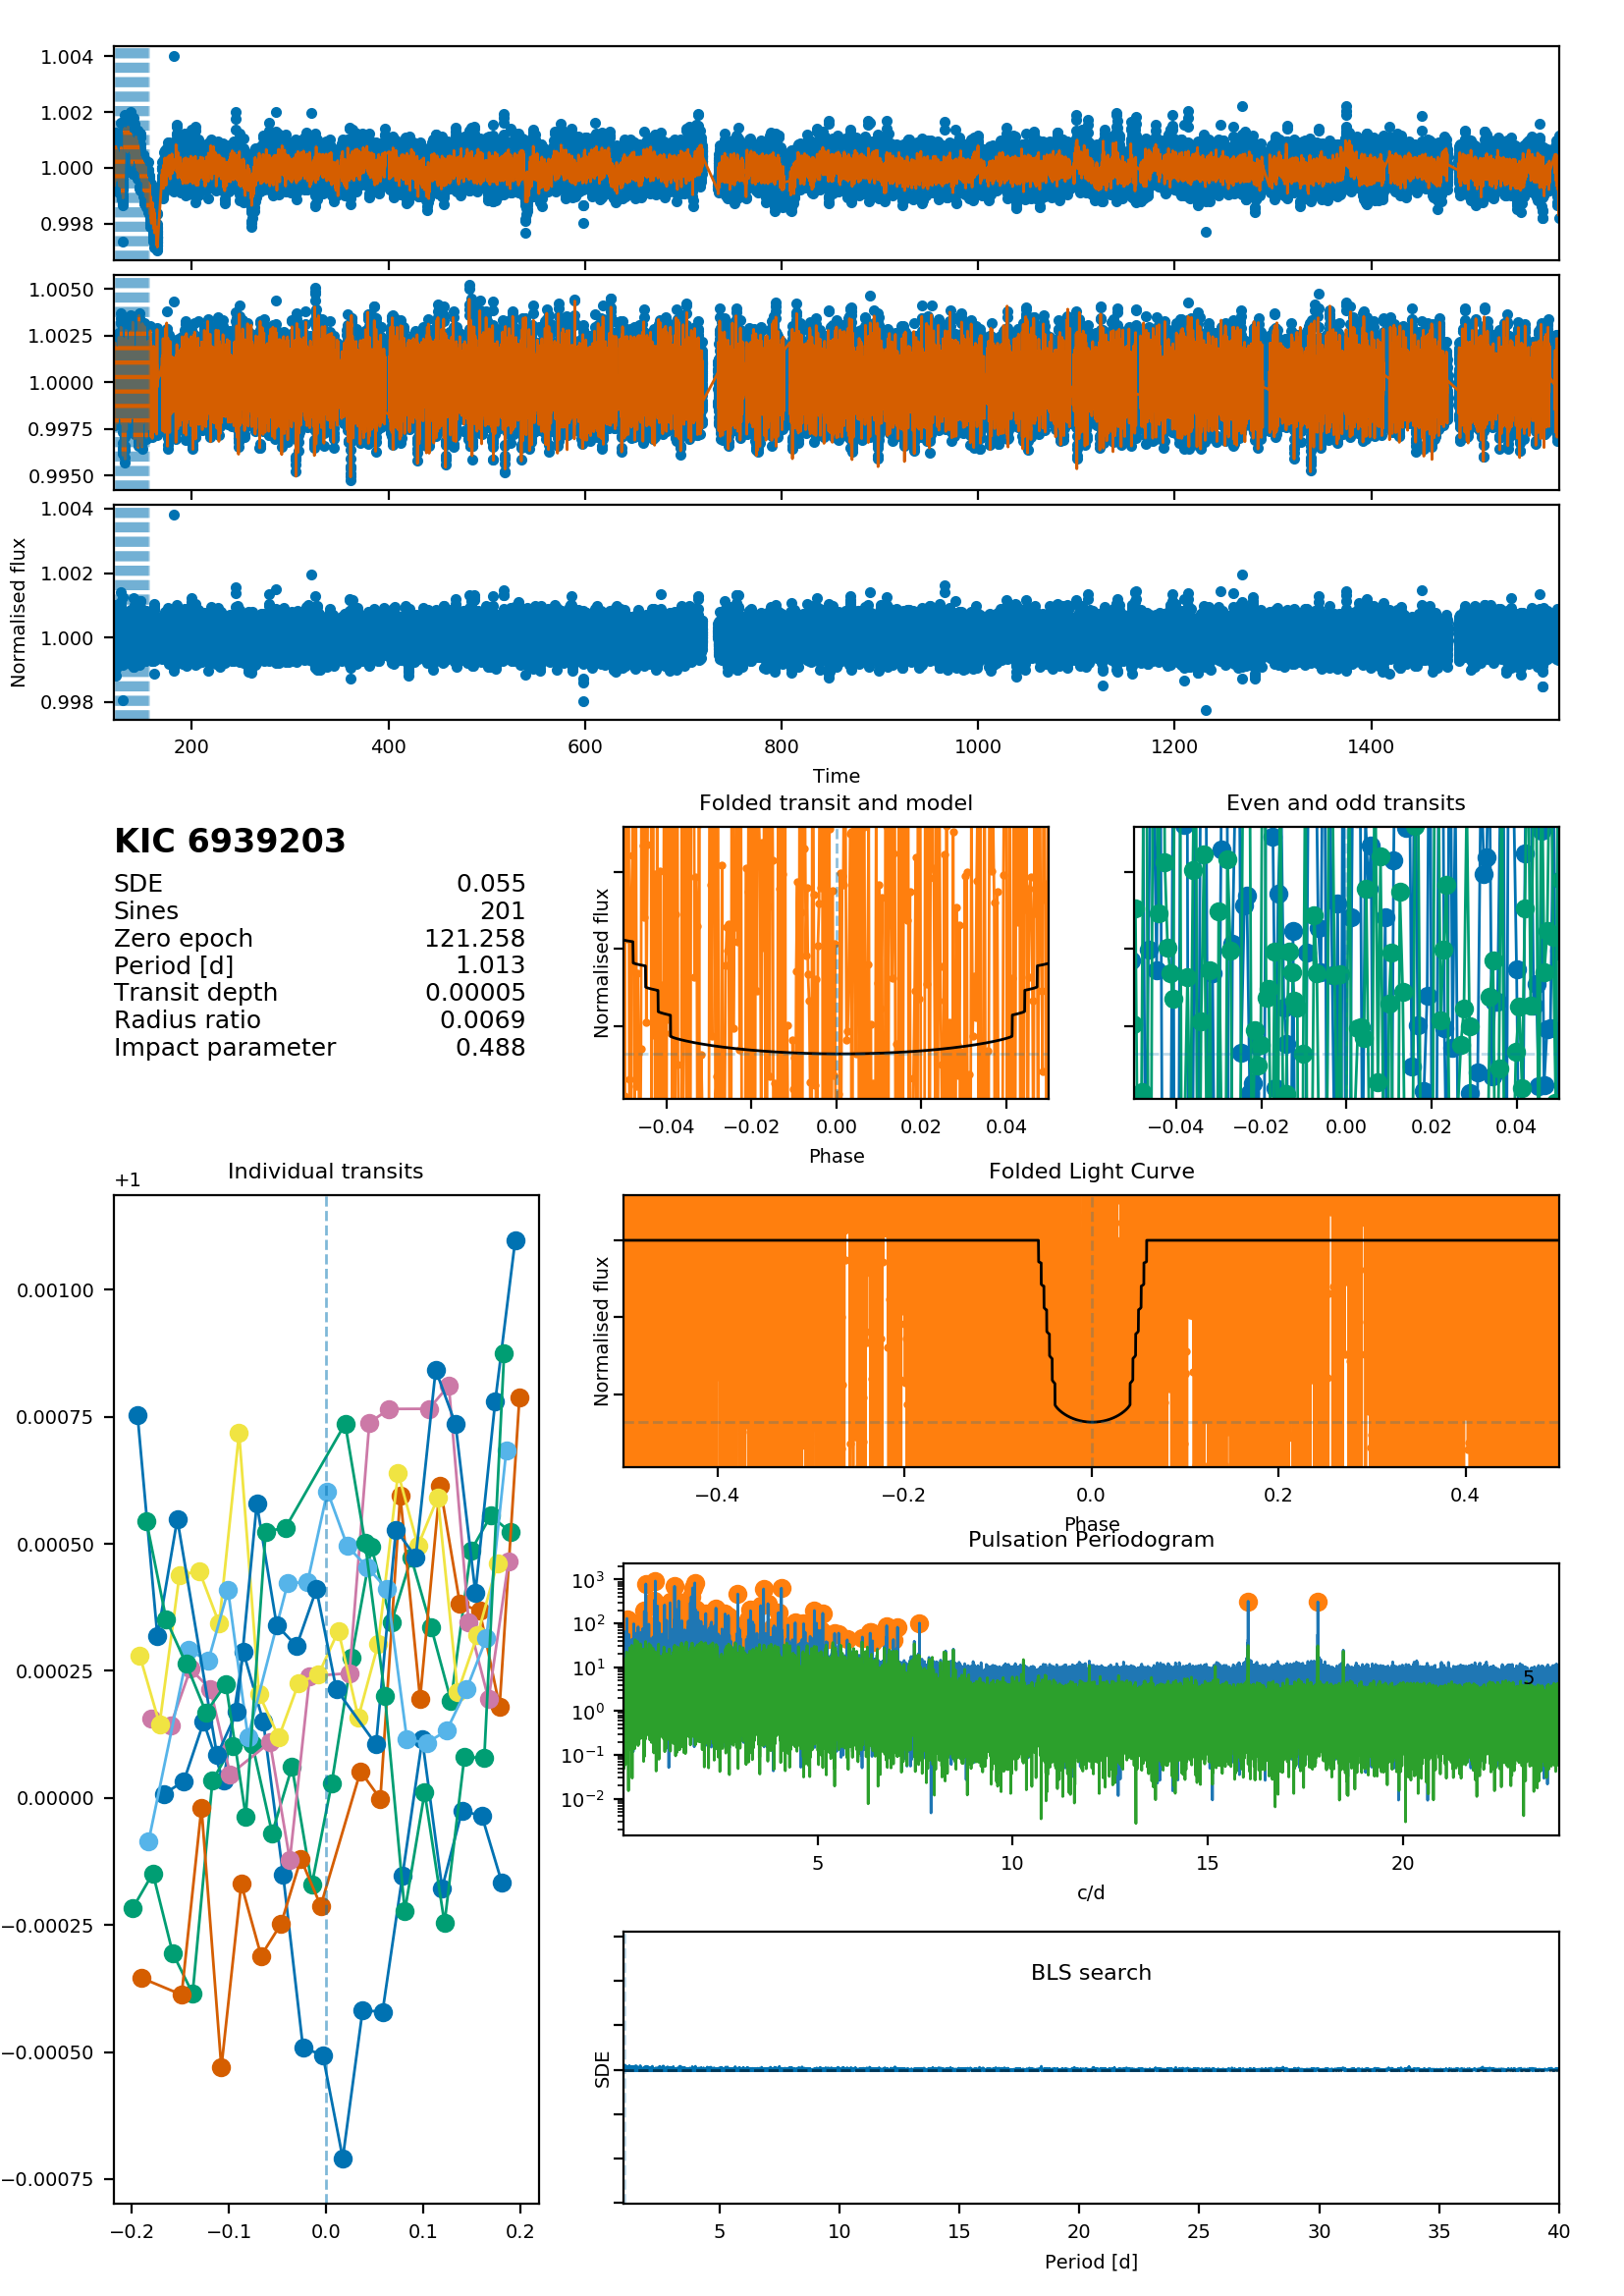 1.004
1.002
1.000
0.998
1.0050
1.0025
1.0000
0.9975
0.9950
1.004
1.002
1.000
0.998
Normalised flux
200 400 600 800 1000 1200 1400
Time
KIC 6939203
SDE 0.055
Sines 201
Zero epoch 121.258
Period [d] 1.013
Transit depth 0.00005
Radius ratio 0.0069
Impact parameter 0.488
Folded transit and model
Normalised flux
−0.04 −0.02 0.00 0.02 0.04
Phase
Even and odd transits
−0.04 −0.02 0.00 0.02 0.04
Individual transits
+1
0.00100
0.00075
0.00050
0.00025
0.00000
−0.00025
−0.00050
−0.00075
−0.2 −0.1 0.0 0.1 0.2
Folded Light Curve
Normalised flux
−0.4 −0.2 0.0 0.2 0.4
Phase
Pulsation Periodogram
10³
10²
10¹
10⁰
10⁻¹
10⁻²
5
5 10 15 20
c/d
BLS search
SDE
5 10 15 20 25 30 35 40
Period [d]